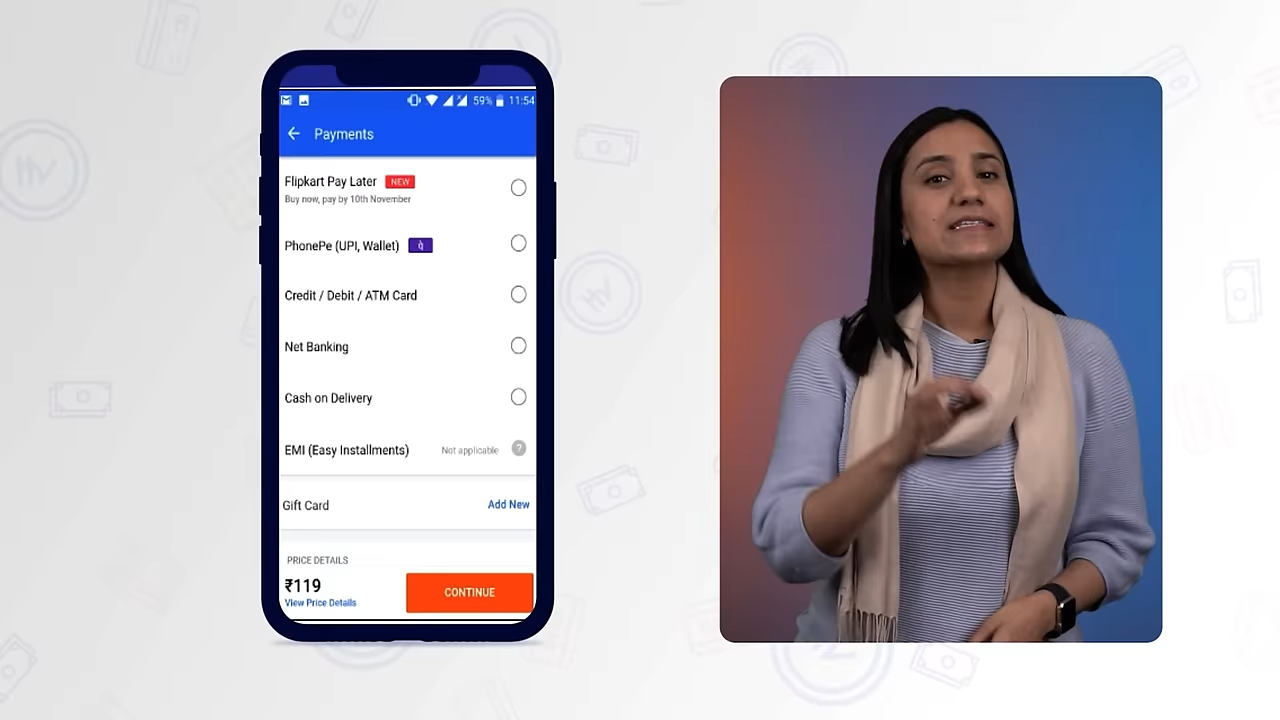 59% 11:54
Payments
Flipkart Pay Later NEW
Buy now, pay by 10th November
PhonePe (UPI, Wallet) पे
Credit / Debit / ATM Card
Net Banking
Cash on Delivery
EMI (Easy Installments) Not applicable ?
Gift Card Add New
PRICE DETAILS
₹119
View Price Details
CONTINUE